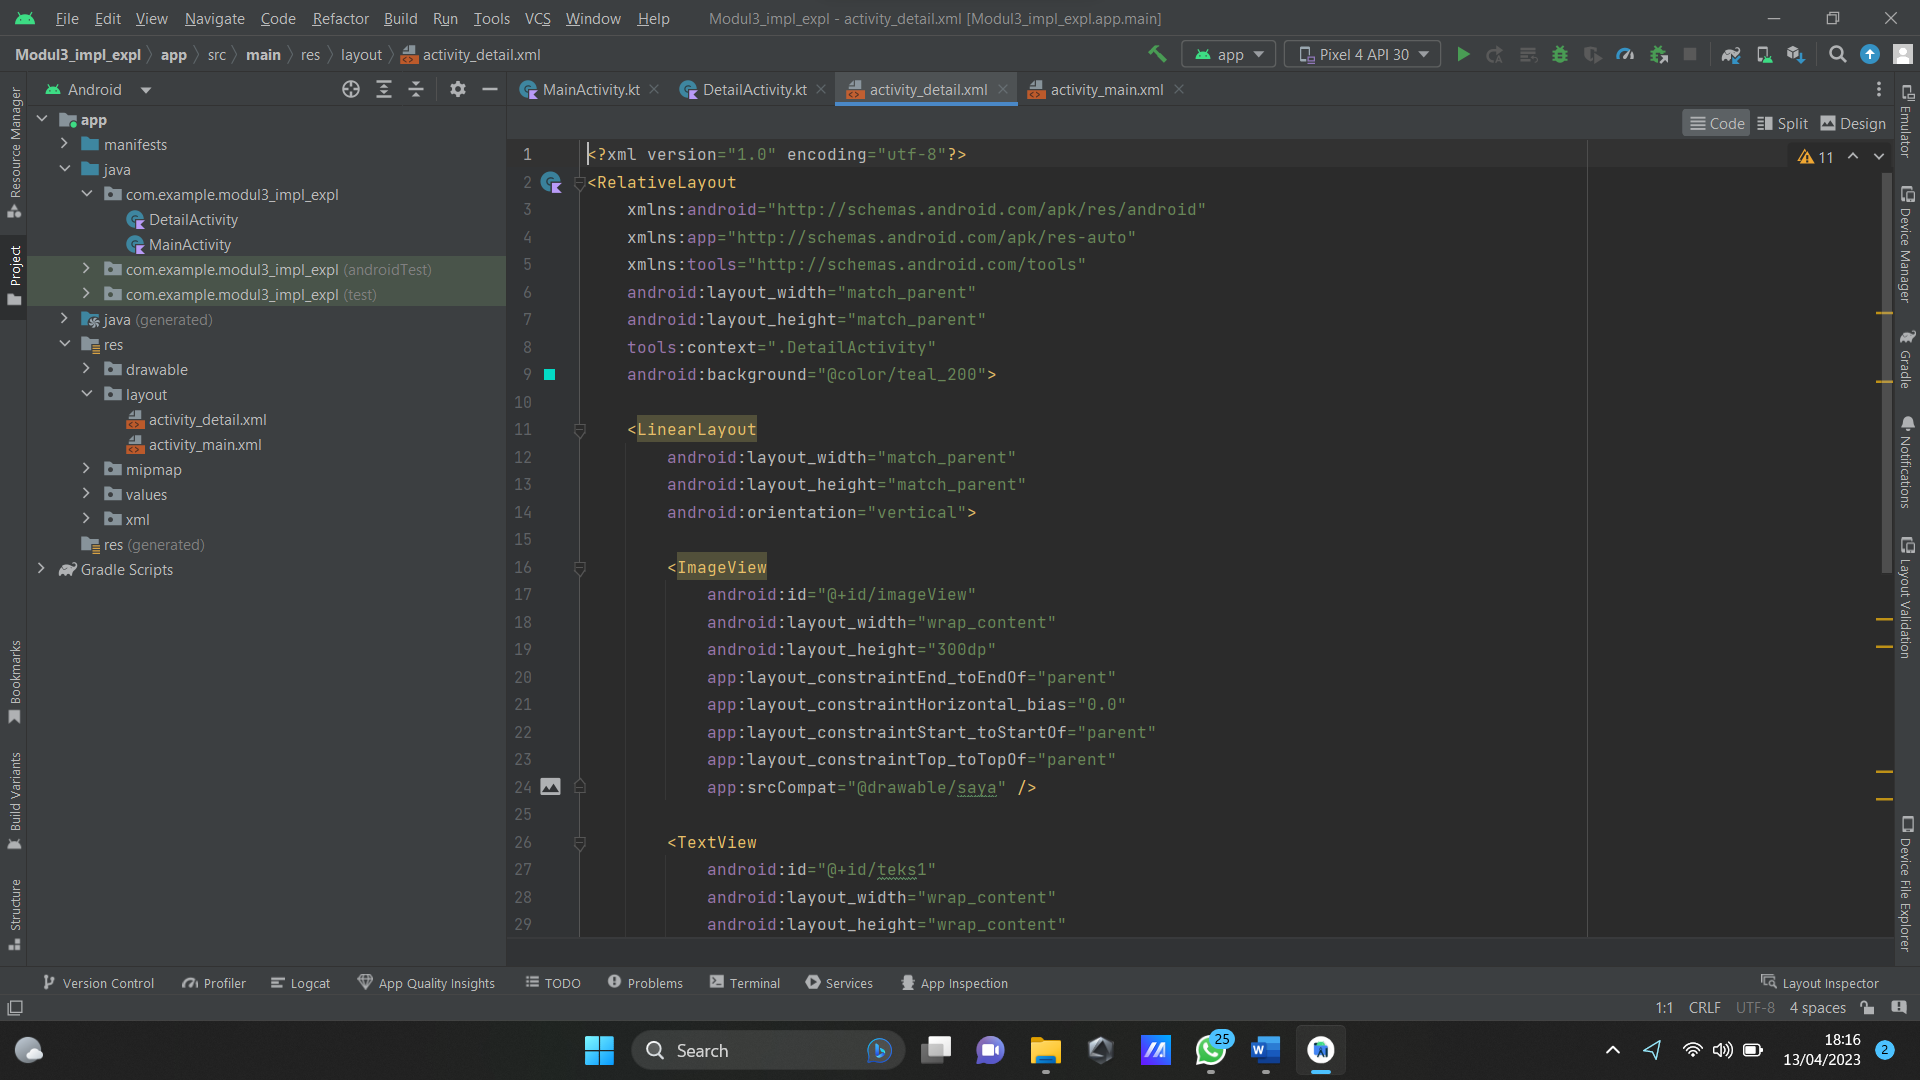 File Edit View Navigate Code Refactor Build Run Tools VCS Window Help Modul3_impl_expl - activity_detail.xml [Modul3_impl_expl.app.main]
Modul3_impl_expl app src main res layout activity_detail.xml app Pixel 4 API 30
Android MainActivity.kt DetailActivity.kt activity_detail.xml activity_main.xml
Code Split Design
Resource Manager
Project
Bookmarks
Build Variants
Structure
app
manifests
java
com.example.modul3_impl_expl
DetailActivity
MainActivity
com.example.modul3_impl_expl (androidTest)
com.example.modul3_impl_expl (test)
java (generated)
res
drawable
layout
activity_detail.xml
activity_main.xml
mipmap
values
xml
res (generated)
Gradle Scripts
11
1 <?xml version="1.0" encoding="utf-8"?>
2 <RelativeLayout
3 xmlns:android="http://schemas.android.com/apk/res/android"
4 xmlns:app="http://schemas.android.com/apk/res-auto"
5 xmlns:tools="http://schemas.android.com/tools"
6 android:layout_width="match_parent"
7 android:layout_height="match_parent"
8 tools:context=".DetailActivity"
9 android:background="@color/teal_200">
10
11 <LinearLayout
12 android:layout_width="match_parent"
13 android:layout_height="match_parent"
14 android:orientation="vertical">
15
16 <ImageView
17 android:id="@+id/imageView"
18 android:layout_width="wrap_content"
19 android:layout_height="300dp"
20 app:layout_constraintEnd_toEndOf="parent"
21 app:layout_constraintHorizontal_bias="0.0"
22 app:layout_constraintStart_toStartOf="parent"
23 app:layout_constraintTop_toTopOf="parent"
24 app:srcCompat="@drawable/saya" />
25
26 <TextView
27 android:id="@+id/teks1"
28 android:layout_width="wrap_content"
29 android:layout_height="wrap_content"
Emulator
Device Manager
Gradle
Notifications
Layout Validation
Device File Explorer
Version Control Profiler Logcat App Quality Insights TODO Problems Terminal Services App Inspection Layout Inspector
1:1 CRLF UTF-8 4 spaces
Search 25 18:16
13/04/2023 2